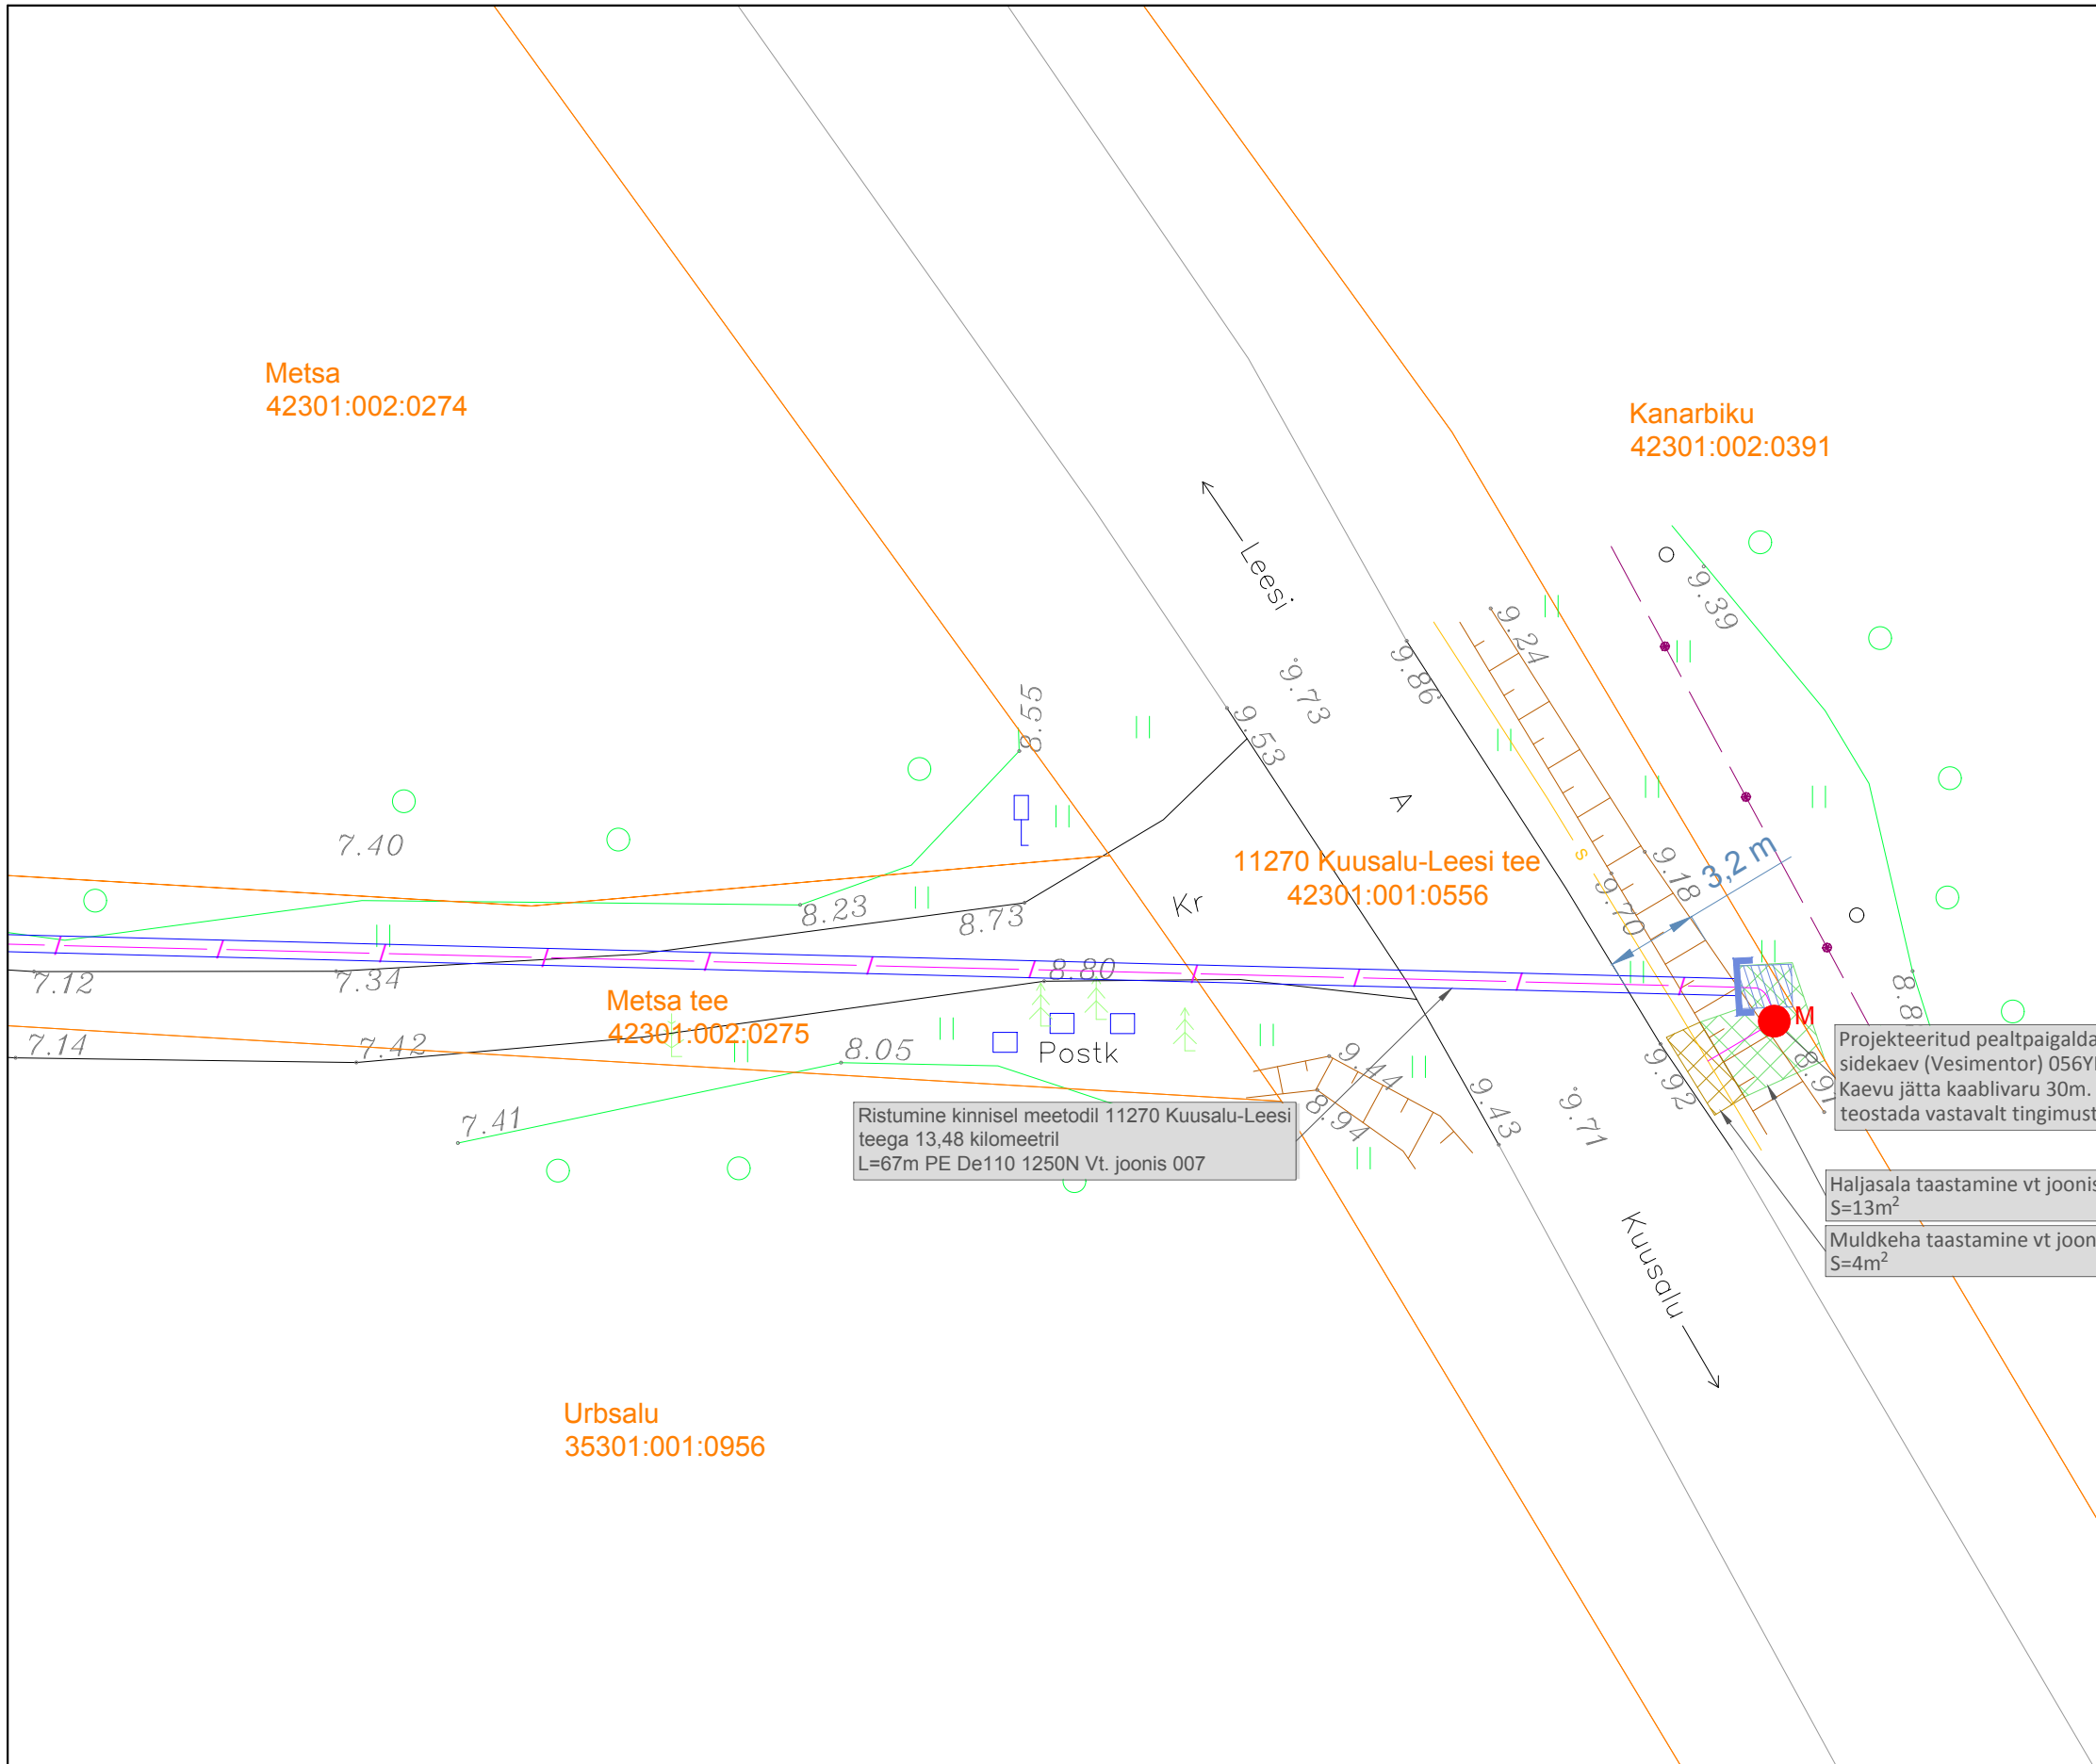 Metsa
42301:002:0274
Kanarbiku
42301:002:0391
Leesi
9.39
9.24
9.86
9.73
8.55
9.53
A
7.40
11270 Kuusalu-Leesi tee
42301:001:0556
s
9.18
3,2 m
9.70
8.23
8.73
Kr
7.12
7.34
8.80
Metsa tee
42301:002:0275
M
7.14
7.42
8.05
Postk
9.44
9.92
8.91
7.41
8.94
9.43
9.71
Projekteeritud
sidekaev (Vesimentor)
Kaevu jätta kaablivaru 30m.
teostada vastavalt
Ristumine kinnisel meetodil 11270 Kuusalu-Leesi
teega 13,48 kilomeetril
L=67m PE De110 1250N Vt. joonis 007
Haljasala taastamine vt
S=13m²
Muldkeha taastamine vt
S=4m²
Kuusalu
Urbsalu
35301:001:0956